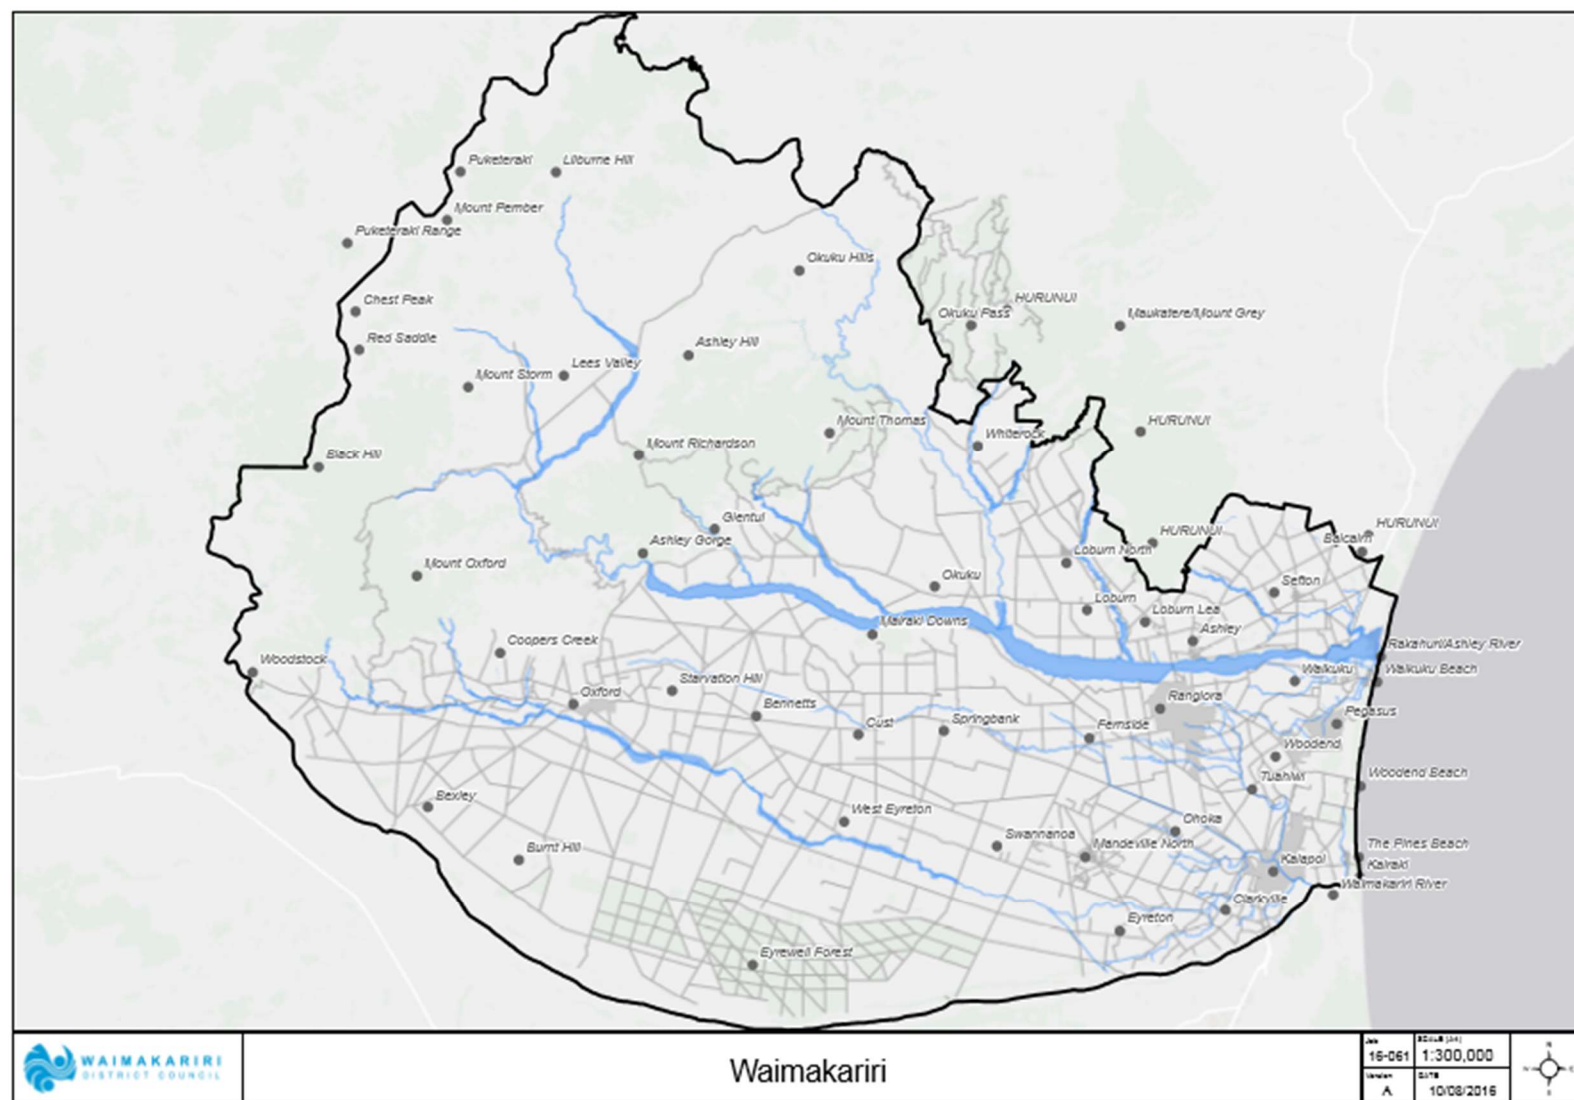 Puketeraki
Lilburne Hill
Mount Pember
Puketeraki Range
Okuku Hills
Chest Peak
HURUNUI
Okuku Pass
Maukatere/Mount Grey
Red Saddle
Ashley Hill
Lees Valley
Mount Storm
Mount Thomas
HURUNUI
Whiterock
Mount Richardson
Black Hill
Glentui
HURUNUI
HURUNUI
Balcairn
Ashley Gorge
Loburn North
Mount Oxford
Okuku
Sefton
Loburn
Loburn Lea
Mairaki Downs
Ashley
Coopers Creek
Rakahuri/Ashley River
Woodstock
Waikuku
Waikuku Beach
Starvation Hill
Oxford
Rangiora
Bennetts
Pegasus
Cust
Springbank
Fernside
Woodend
Tuahiwi
Woodend Beach
Bexley
West Eyreton
Ohoka
Swannanoa
Mandeville North
The Pines Beach
Burnt Hill
Kaiapoi
Kairaki
Waimakariri River
Clarkville
Eyreton
Eyrewell Forest
WAIMAKARIRI
DISTRICT COUNCIL
Waimakariri
Job
16-061
SCALE (A4)
1:300,000
Version
A
DATE
10/08/2016
N